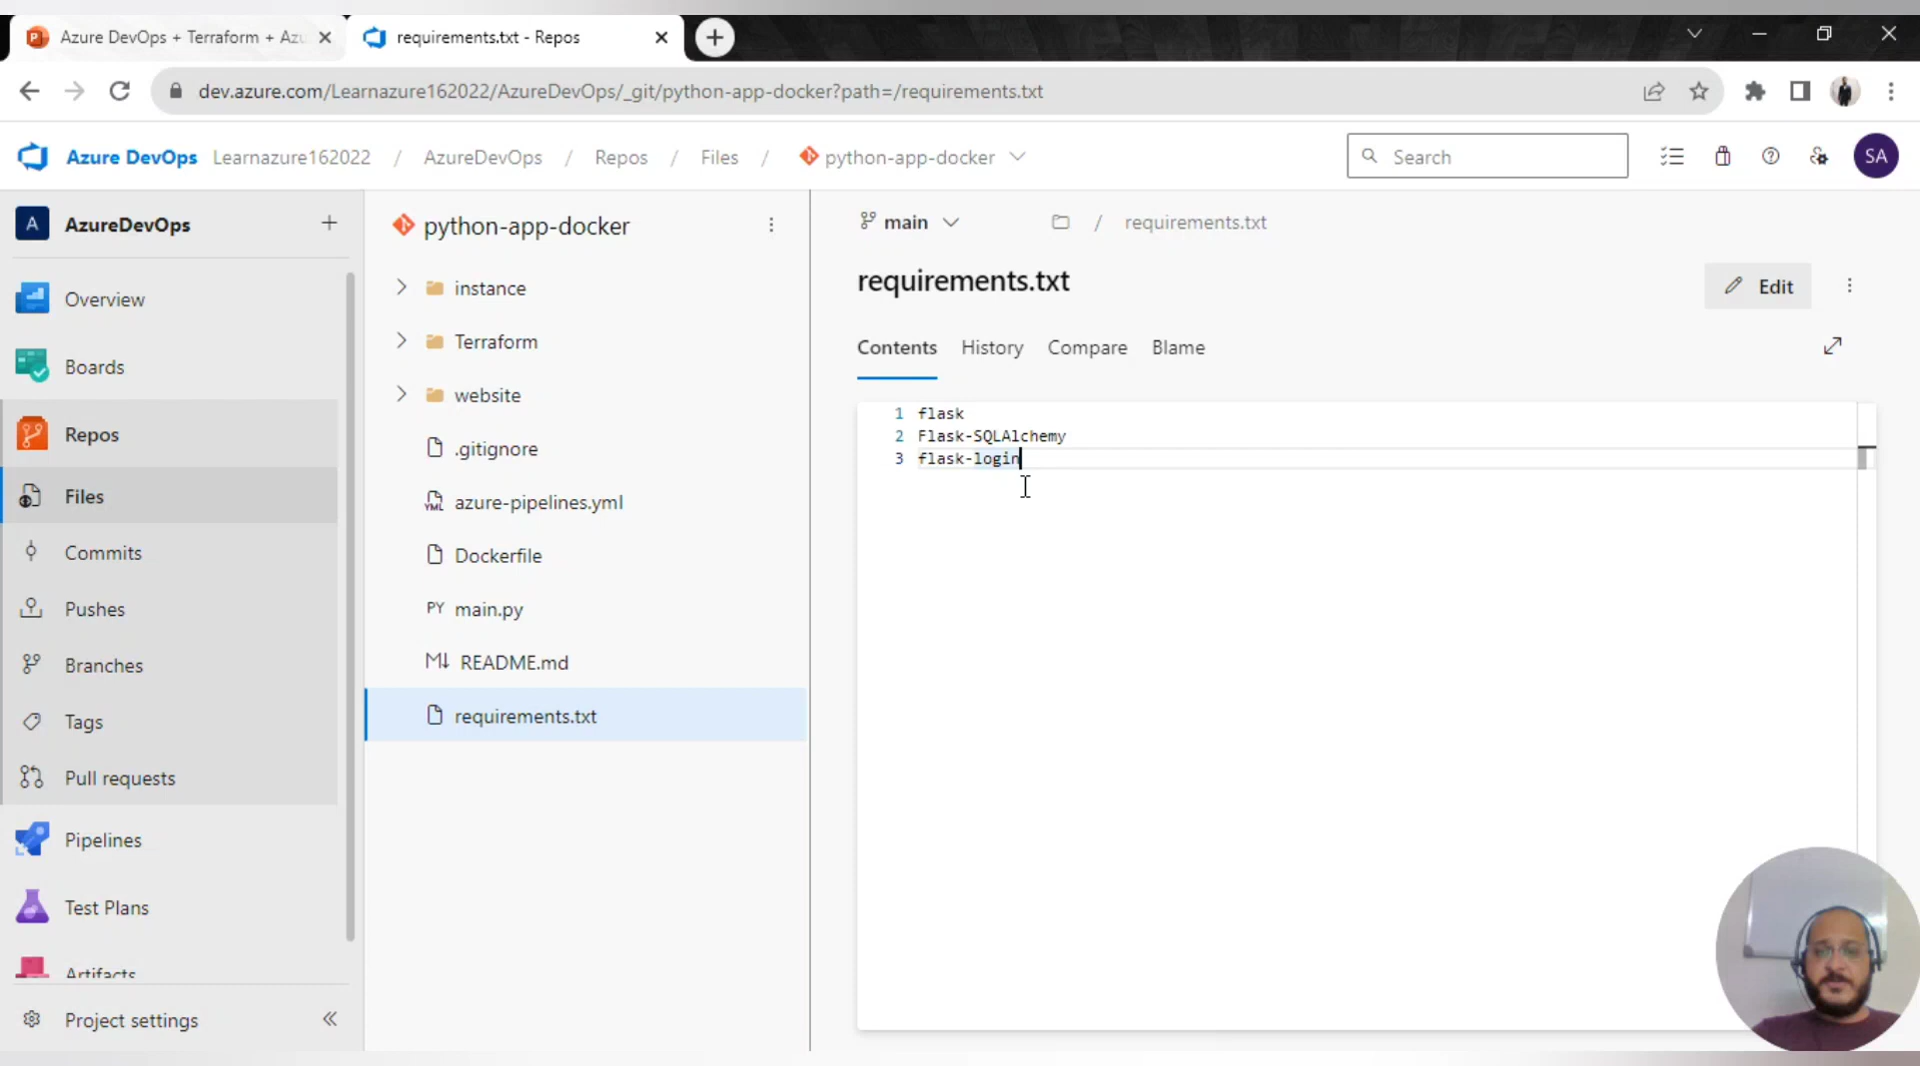 Azure DevOps + Terraform + Azu
requirements.txt - Repos
dev.azure.com/Learnazure162022/AzureDevOps/_git/python-app-docker?path=/requirements.txt
Azure DevOps Learnazure162022 / AzureDevOps / Repos / Files / python-app-docker
Search
SA
A AzureDevOps +
Overview
Boards
Repos
Files
Commits
Pushes
Branches
Tags
Pull requests
Pipelines
Test Plans
Artifacts
Project settings
python-app-docker
instance
Terraform
website
.gitignore
YML azure-pipelines.yml
Dockerfile
PY main.py
M↓ README.md
requirements.txt
main / requirements.txt
requirements.txt
Edit
Contents History Compare Blame
1 flask
2 Flask-SQLAlchemy
3 flask-login